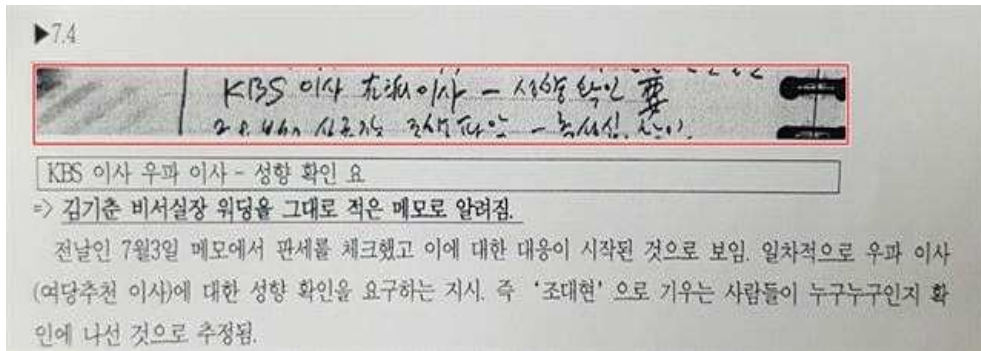 ▶7.4
KBS 이사 右派이사 - 성향 확인 要
KBS 이사 우파 이사 - 성향 확인 요
=> 김기춘 비서실장 워딩을 그대로 적은 메모로 알려짐.
전날인 7월3일 메모에서 판세를 체크했고 이에 대한 대응이 시작된 것으로 보임. 일차적으로 우파 이사
(여당추천 이사)에 대한 성향 확인을 요구하는 지시. 즉 ‘조대현’으로 기우는 사람들이 누구누구인지 확
인에 나선 것으로 추정됨.